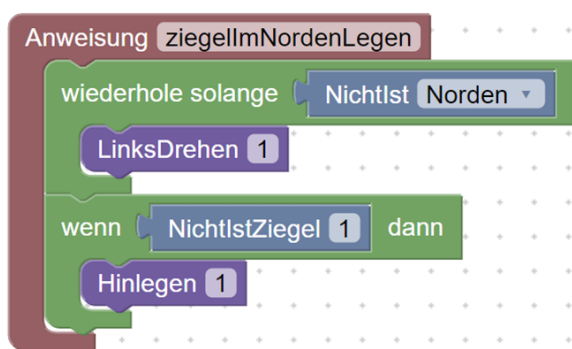 Anweisung ziegelImNordenLegen
wiederhole solange NichtIst Norden
LinksDrehen 1
wenn NichtIstZiegel 1 dann
Hinlegen 1